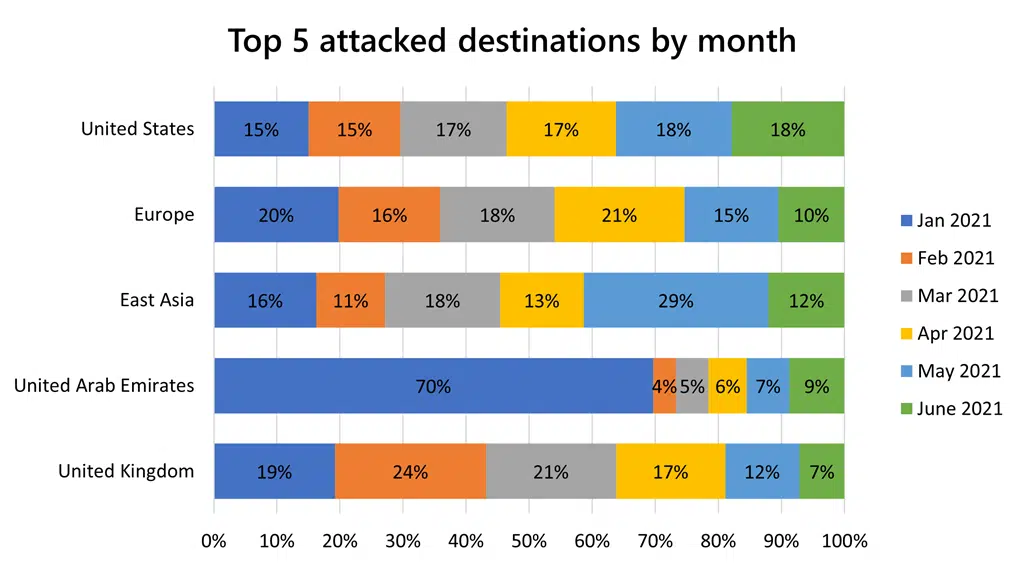 Top 5 attacked destinations by month
United States 15% 15% 17% 17% 18% 18%
Europe 20% 16% 18% 21% 15% 10%
East Asia 16% 11% 18% 13% 29% 12%
United Arab Emirates 70% 4% 5% 6% 7% 9%
United Kingdom 19% 24% 21% 17% 12% 7%
0% 10% 20% 30% 40% 50% 60% 70% 80% 90% 100%
Jan 2021
Feb 2021
Mar 2021
Apr 2021
May 2021
June 2021